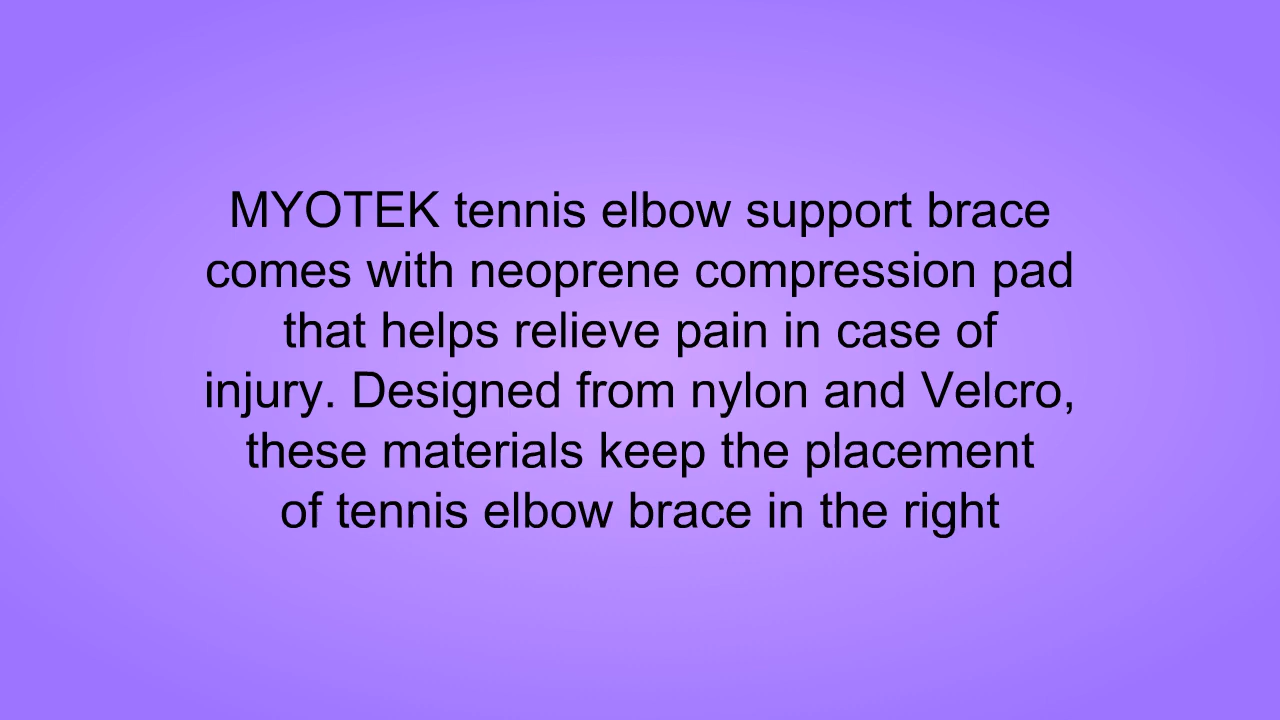 MYOTEK tennis elbow support brace
comes with neoprene compression pad
that helps relieve pain in case of
injury. Designed from nylon and Velcro,
these materials keep the placement
of tennis elbow brace in the right